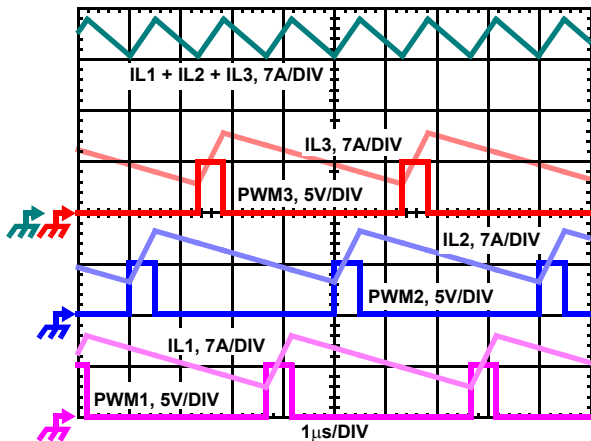 IL1 + IL2 + IL3, 7A/DIV
IL3, 7A/DIV
PWM3, 5V/DIV
IL2, 7A/DIV
PWM2, 5V/DIV
IL1, 7A/DIV
PWM1, 5V/DIV
1μs/DIV